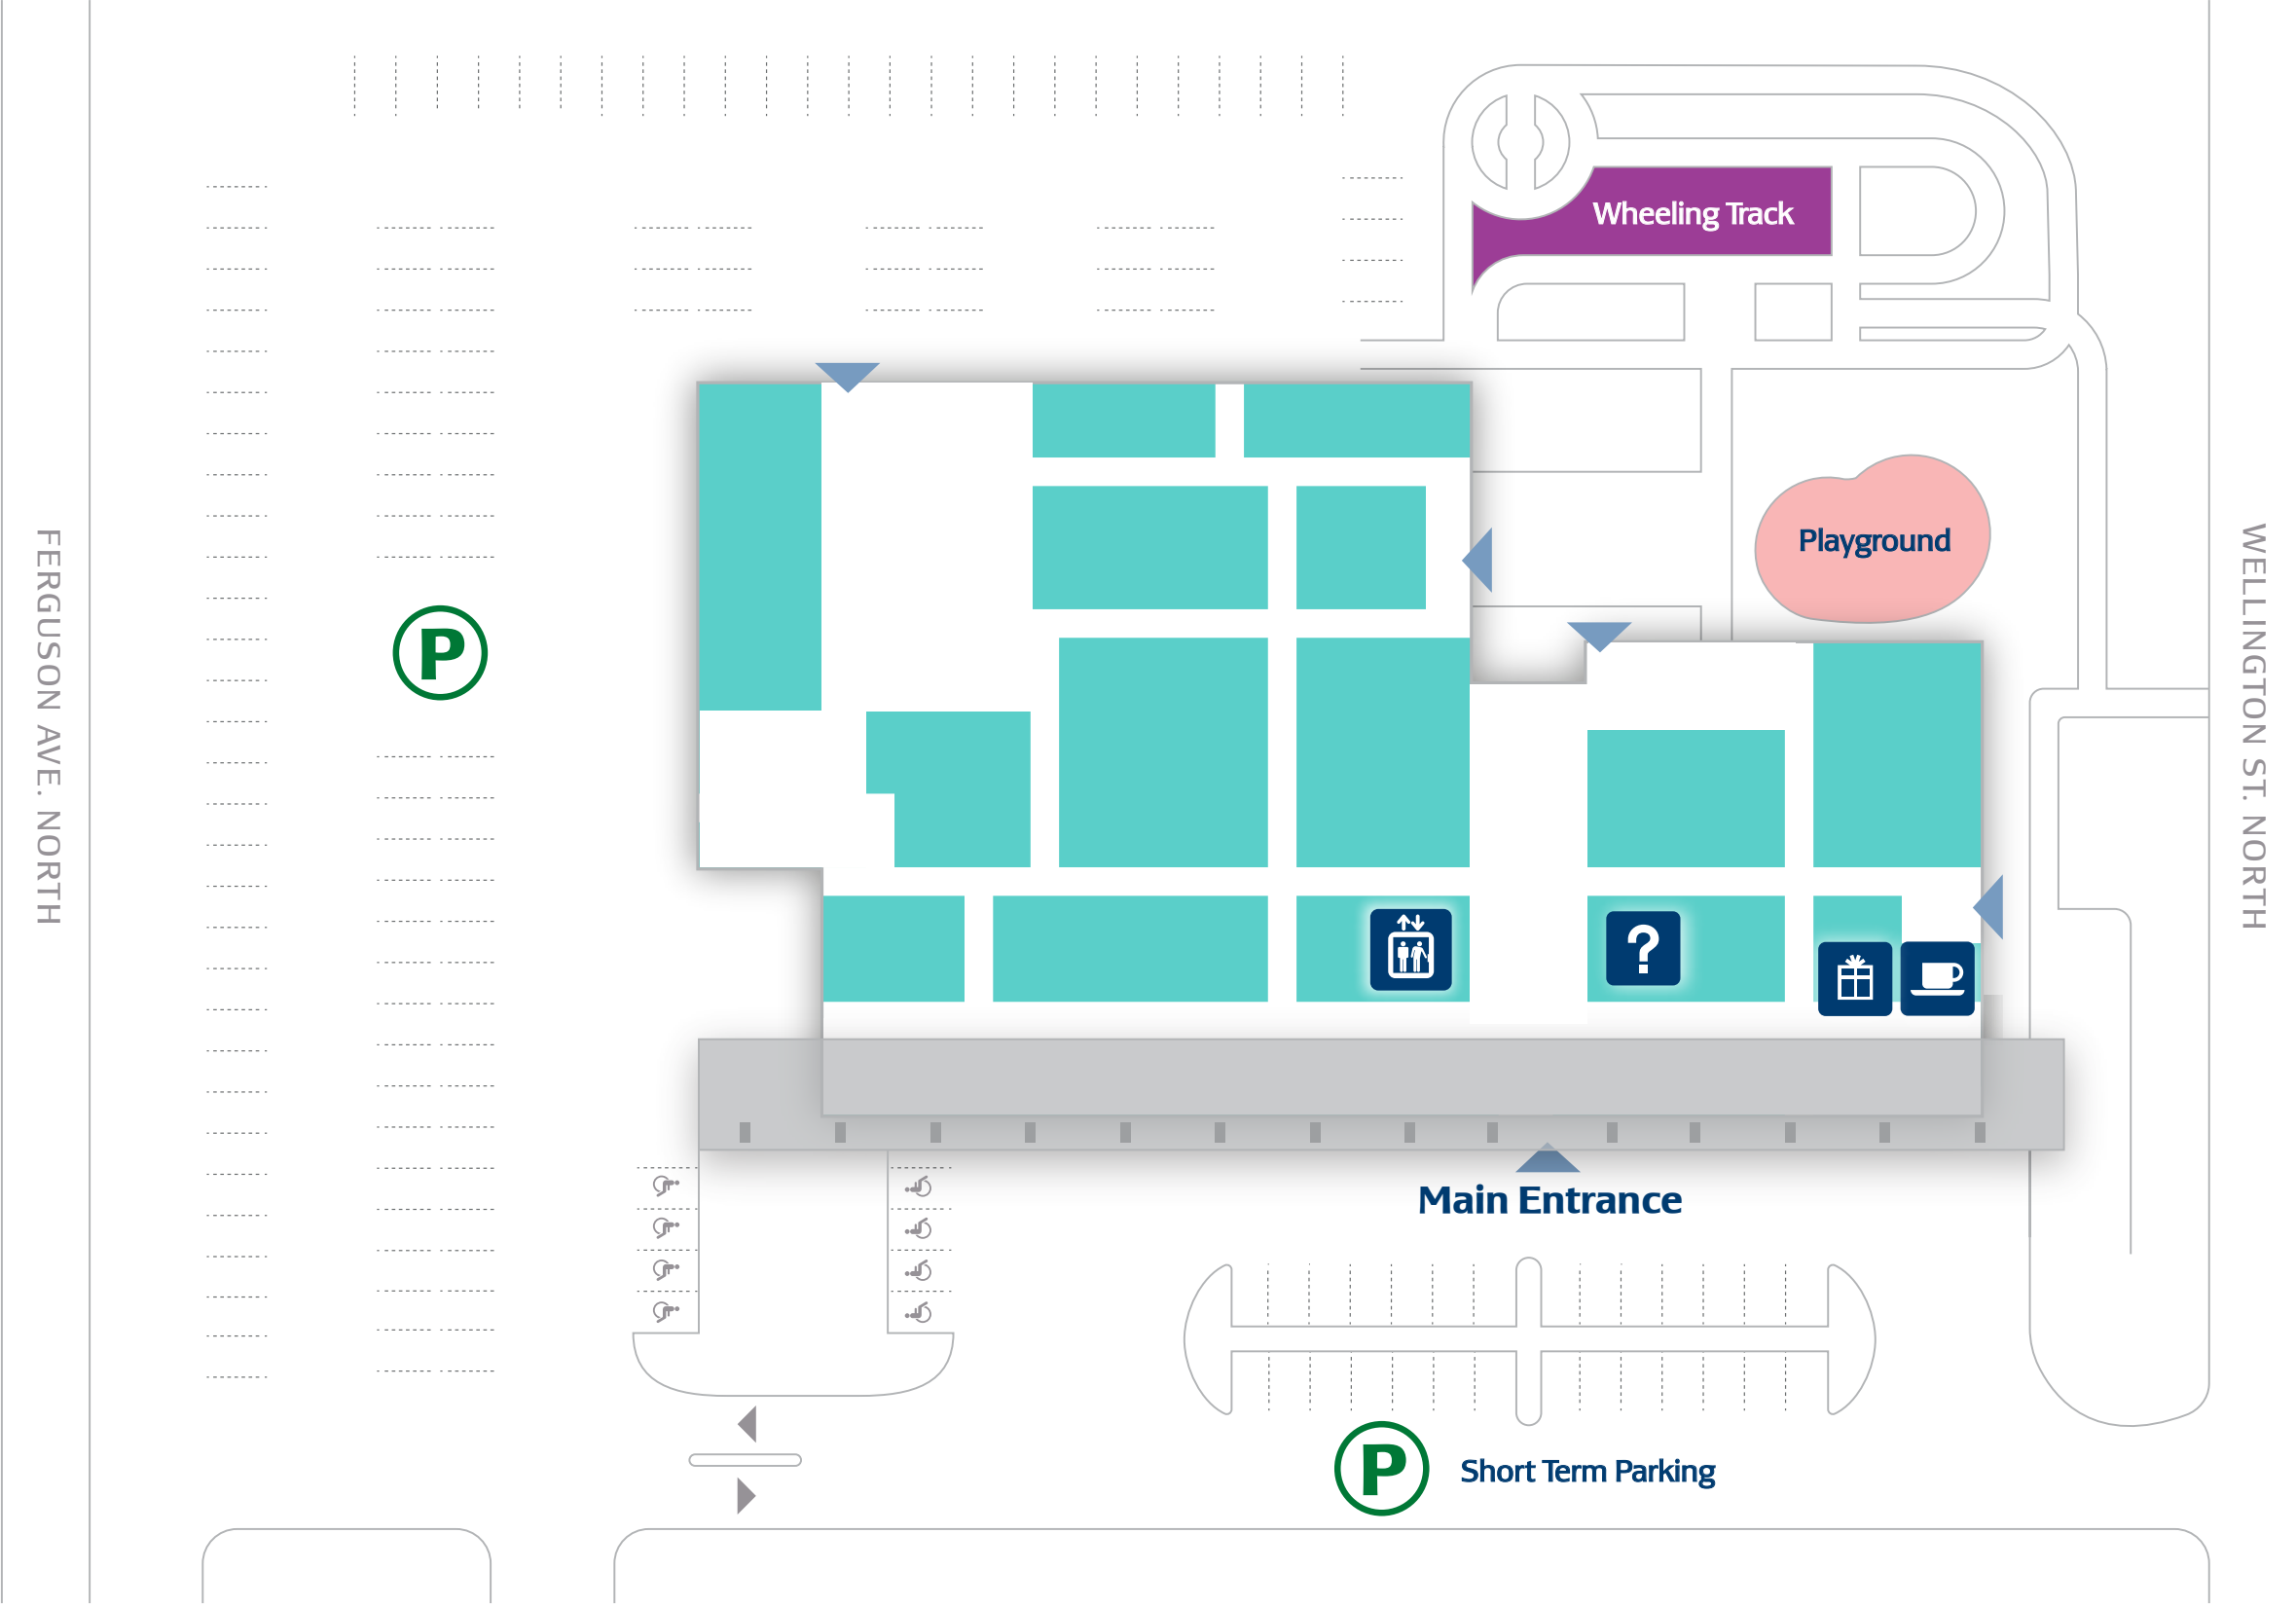 Wheeling Track
Playground
FERGUSON AVE. NORTH
WELLINGTON ST. NORTH
P
?
Main Entrance
P
Short Term Parking